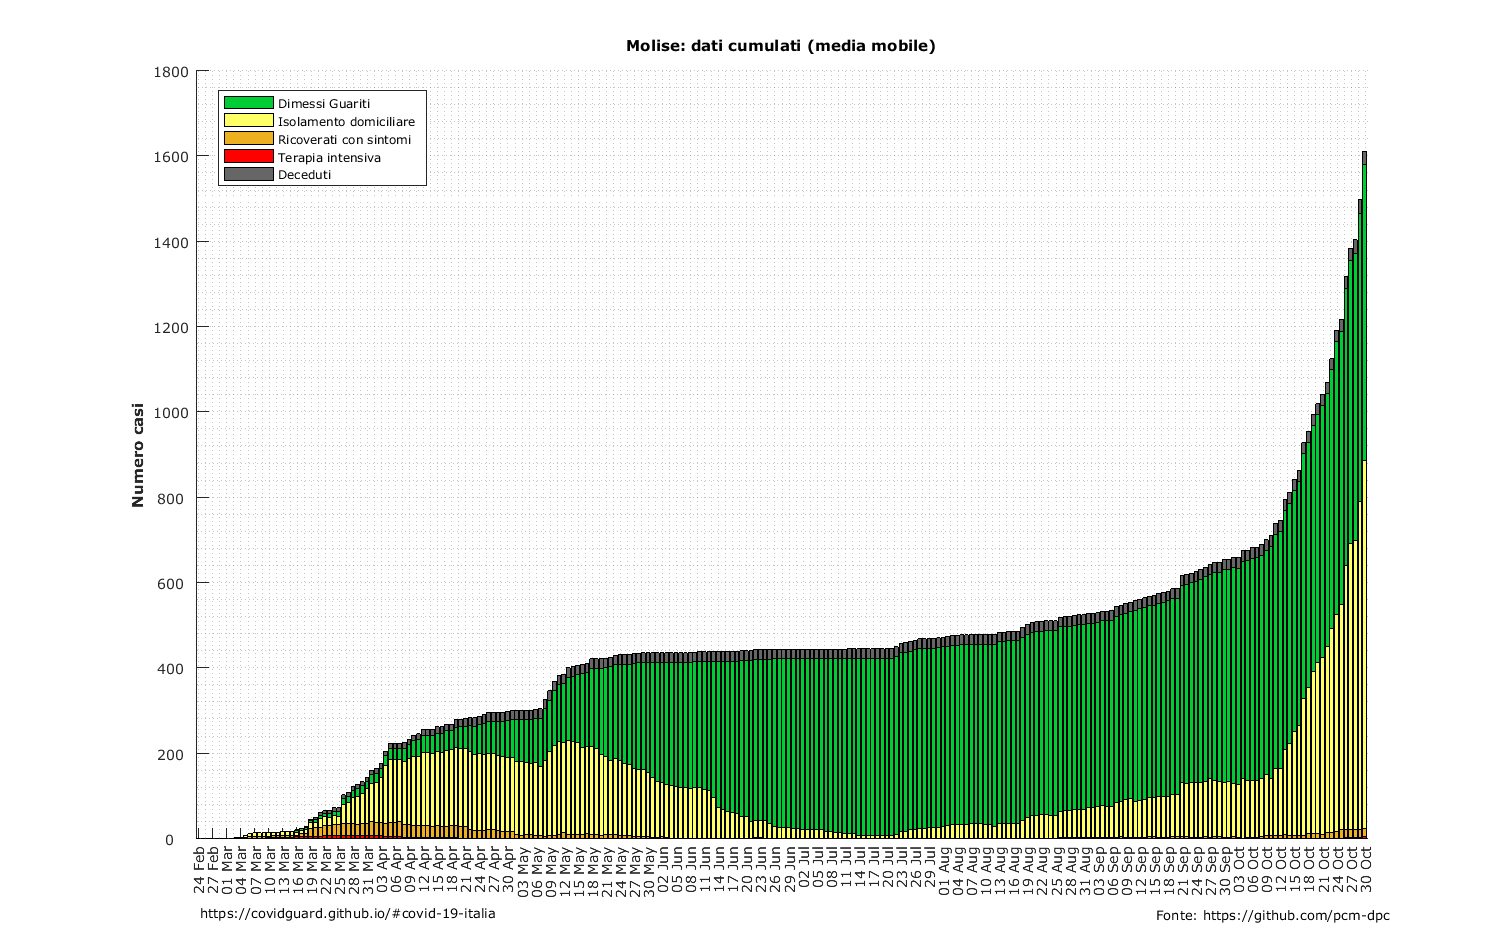 Molise: dati cumulati (media mobile)
Numero casi
1800
1600
1400
1200
1000
800
600
400
200
0
Dimessi Guariti
Isolamento domiciliare
Ricoverati con sintomi
Terapia intensiva
Deceduti
24 Feb
27 Feb
01 Mar
04 Mar
07 Mar
10 Mar
13 Mar
16 Mar
19 Mar
22 Mar
25 Mar
28 Mar
31 Mar
03 Apr
06 Apr
09 Apr
12 Apr
15 Apr
18 Apr
21 Apr
24 Apr
27 Apr
30 Apr
03 May
06 May
09 May
12 May
15 May
18 May
21 May
24 May
27 May
30 May
02 Jun
05 Jun
08 Jun
11 Jun
14 Jun
17 Jun
20 Jun
23 Jun
26 Jun
29 Jun
02 Jul
05 Jul
08 Jul
11 Jul
14 Jul
17 Jul
20 Jul
23 Jul
26 Jul
29 Jul
01 Aug
04 Aug
07 Aug
10 Aug
13 Aug
16 Aug
19 Aug
22 Aug
25 Aug
28 Aug
31 Aug
03 Sep
06 Sep
09 Sep
12 Sep
15 Sep
18 Sep
21 Sep
24 Sep
27 Sep
30 Sep
03 Oct
06 Oct
09 Oct
12 Oct
15 Oct
18 Oct
21 Oct
24 Oct
27 Oct
30 Oct
https://covidguard.github.io/#covid-19-italia
Fonte: https://github.com/pcm-dpc